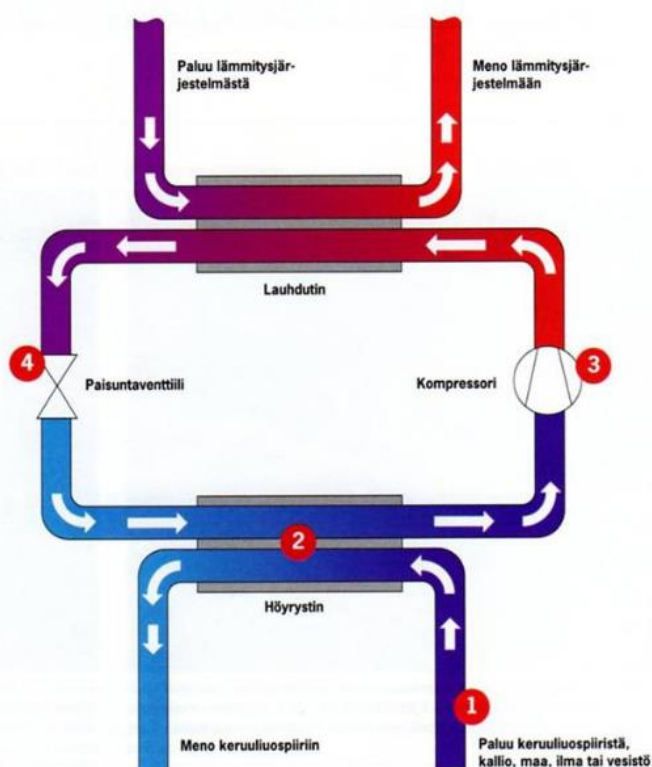 Paluu lämmitysjär-
jestelmästä
Meno lämmitysjär-
jestelmään
Lauhdutin
4
Paisuntaventtiili
Kompressori
3
2
Höyrystin
1
Meno keruuliuospiiriin
Paluu keruuliuospiiristä,
kallio, maa, ilma tai vesistö